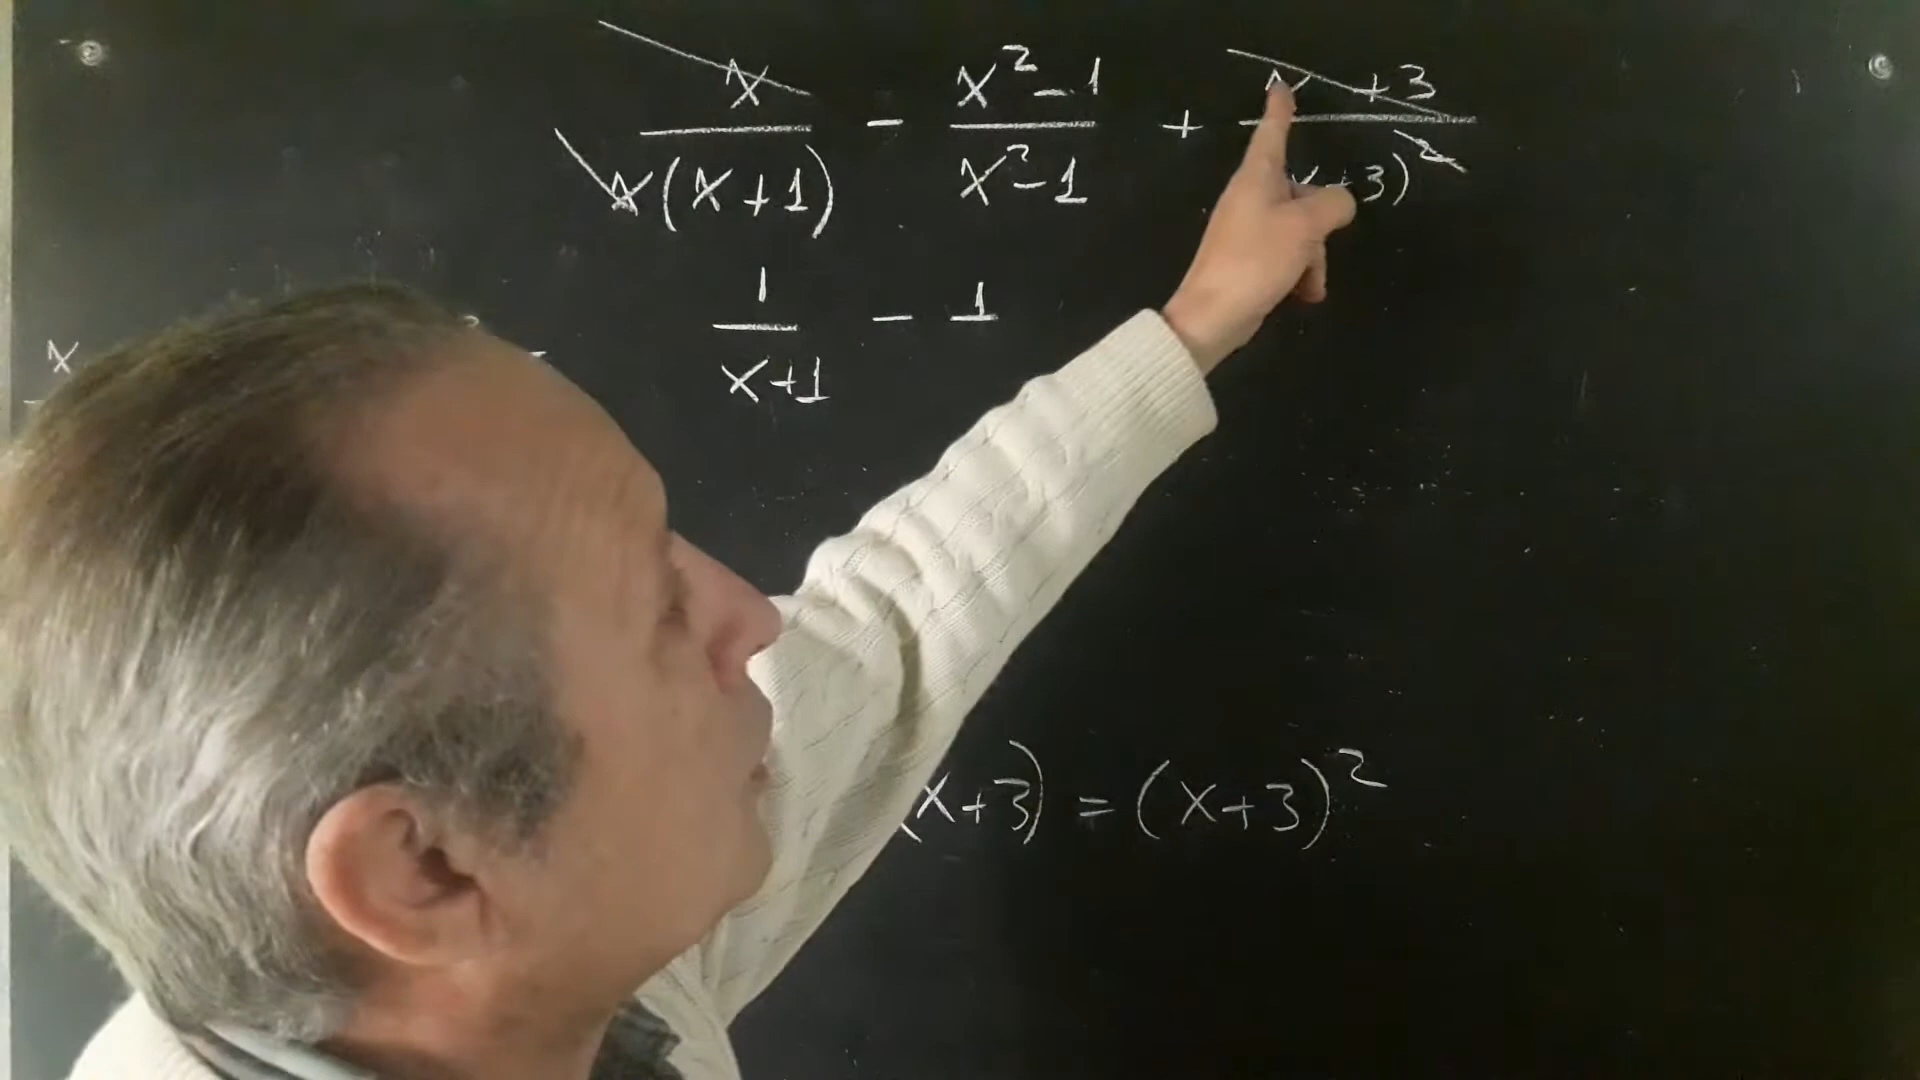 x/x(x+1) - x²-1/x²-1 + x+3/(x+3)²
1/x+1 - 1
x
(x+3) = (x+3)²